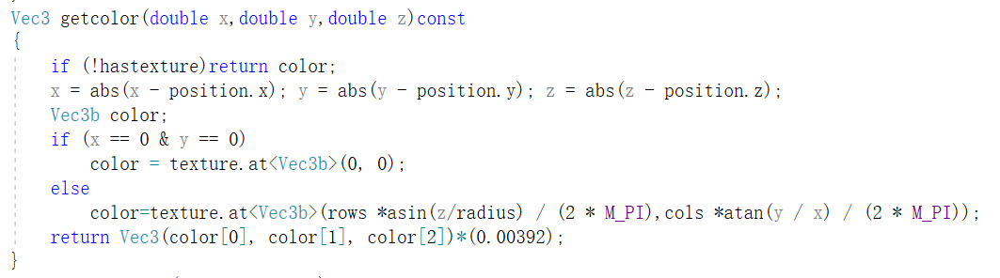 Vec3 getcolor(double x,double y,double z)const
{
if (!hastexture)return color;
x = abs(x - position.x); y = abs(y - position.y); z = abs(z - position.z);
Vec3b color;
if (x == 0 & y == 0)
color = texture.at<Vec3b>(0, 0);
else
color=texture.at<Vec3b>(rows *asin(z/radius) / (2 * M_PI),cols *atan(y / x) / (2 * M_PI));
return Vec3(color[0], color[1], color[2])*(0.00392);
}